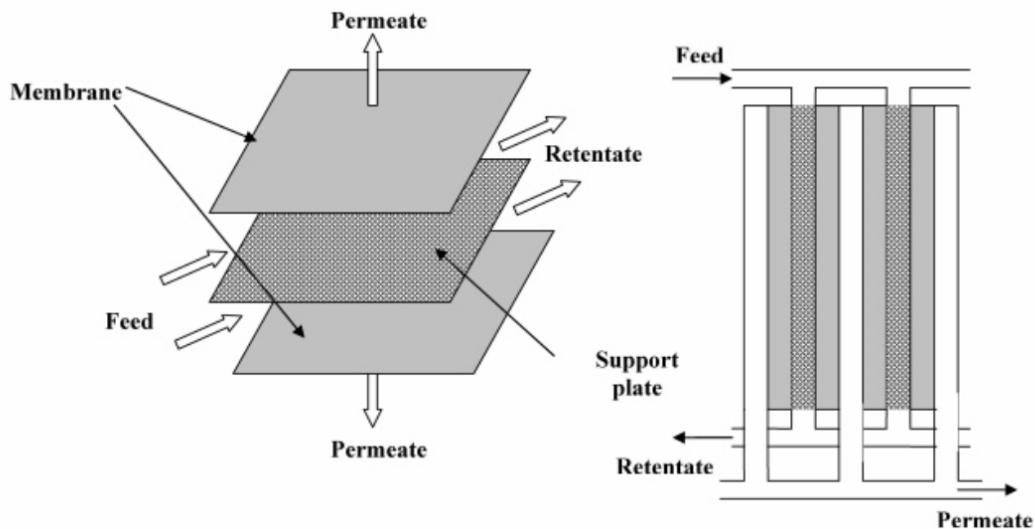 Permeate
Membrane
Retentate
Feed
Support
plate
Permeate
Feed
Retentate
Permeate